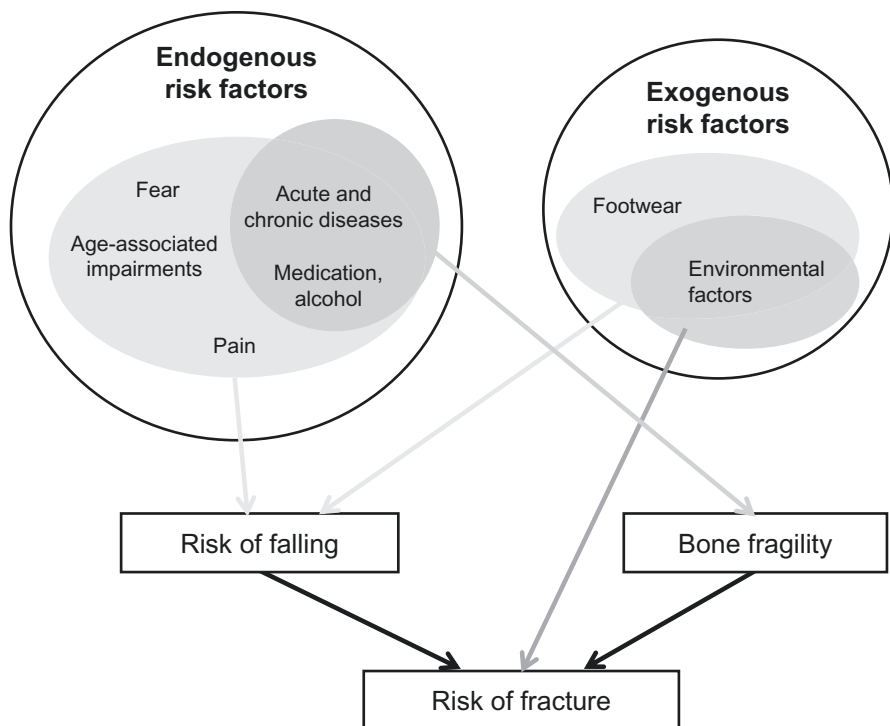 Endogenous
risk factors
Fear
Age-associated
impairments
Acute and
chronic diseases
Medication,
alcohol
Pain
Exogenous
risk factors
Footwear
Environmental
factors
Risk of falling
Bone fragility
Risk of fracture